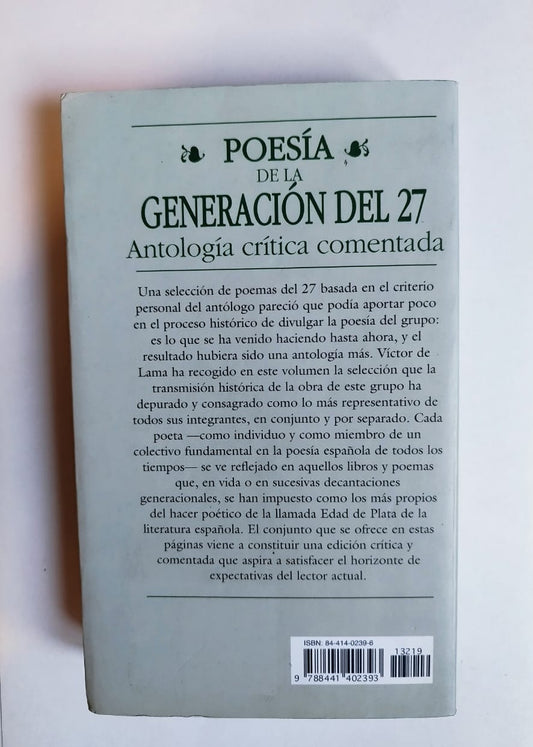 POESÍA
DE LA
GENERACIÓN DEL 27
Antología crítica comentada
Una selección de poemas del 27 basada en el criterio
personal del antólogo pareció que podía aportar poco
en el proceso histórico de divulgar la poesía del grupo:
es lo que se ha venido haciendo hasta ahora, y el
resultado hubiera sido una antología más. Víctor de
Lama ha recogido en este volumen la selección que la
transmisión histórica de la obra de este grupo ha
depurado y consagrado como lo más representativo de
todos sus integrantes, en conjunto y por separado. Cada
poeta —como individuo y como miembro de un
colectivo fundamental en la poesía española de todos los
tiempos— se ve reflejado en aquellos libros y poemas
que, en vida o en sucesivas decantaciones
generacionales, se han impuesto como los más propios
del hacer poético de la llamada Edad de Plata de la
literatura española. El conjunto que se ofrece en estas
páginas viene a constituir una edición crítica y
comentada que aspira a satisfacer el horizonte de
expectativas del lector actual.
ISBN: 84-414-0239-6
13219
9 788441 402393